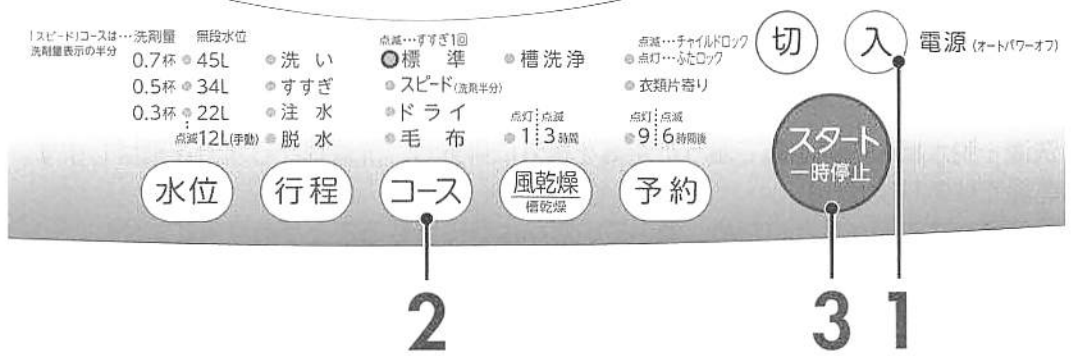 「スピード」コースは…洗剤量 無段水位
洗剤量表示の半分
0.7杯 45L
0.5杯 34L
0.3杯 22L
点滅12L(手動)
洗い
すすぎ
注水
脱水
点滅…すすぎ1回
標準
スピード(洗剤半分)
ドライ
毛布
槽洗浄
点灯 点滅
1 3時間
点滅…チャイルドロック
点灯…ふたロック
衣類片寄り
点灯 点滅
9 6時間後
切
入
電源(オートパワーオフ)
水位
行程
コース
風乾燥
槽乾燥
予約
スタート
一時停止
2
3
1